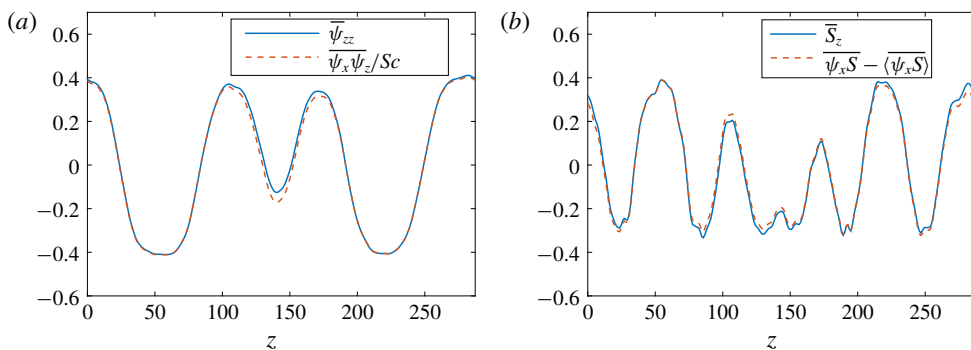 (a)
0.6
0.4
0.2
0
−0.2
−0.4
−0.6
0 50 100 150 200 250
z
ψ̅_zz
\overline{ψ_xψ_z}/Sc
(b)
0.6
0.4
0.2
0
−0.2
−0.4
−0.6
0 50 100 150 200 250
z
S̅_z
\overline{ψ_xS} − ⟨\overline{ψ_xS}⟩